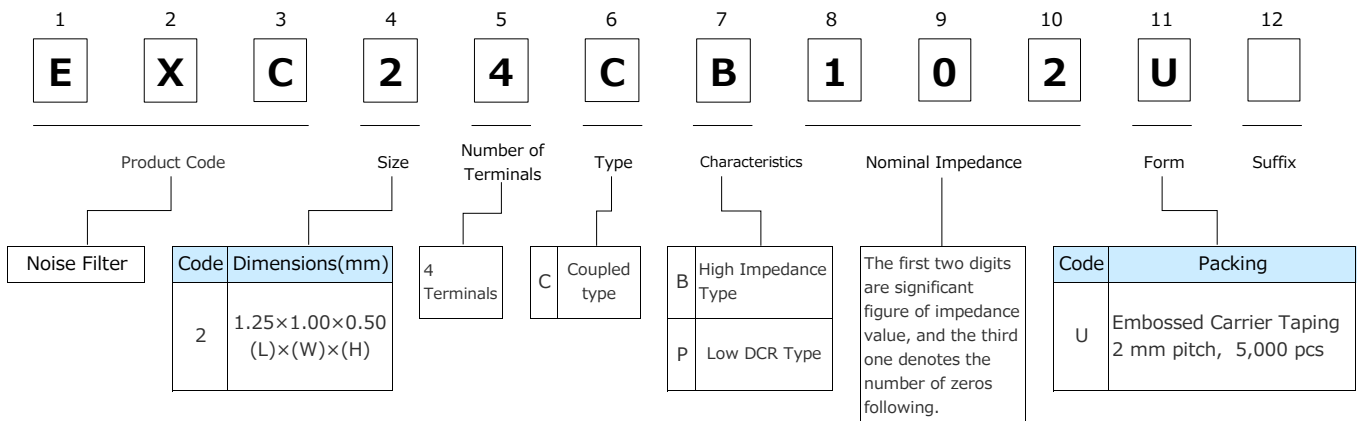 1 2 3 4 5 6 7 8 9 10 11 12
E X C 2 4 C B 1 0 2 U
Product Code
Size
Number of
Terminals
Type
Characteristics
Nominal Impedance
Form
Suffix
Noise Filter
Code Dimensions(mm)
2 1.25×1.00×0.50
(L)×(W)×(H)
4
Terminals
C Coupled
type
B High Impedance
Type
P Low DCR Type
The first two digits
are significant
figure of impedance
value, and the third
one denotes the
number of zeros
following.
Code Packing
U Embossed Carrier Taping
2 mm pitch, 5,000 pcs